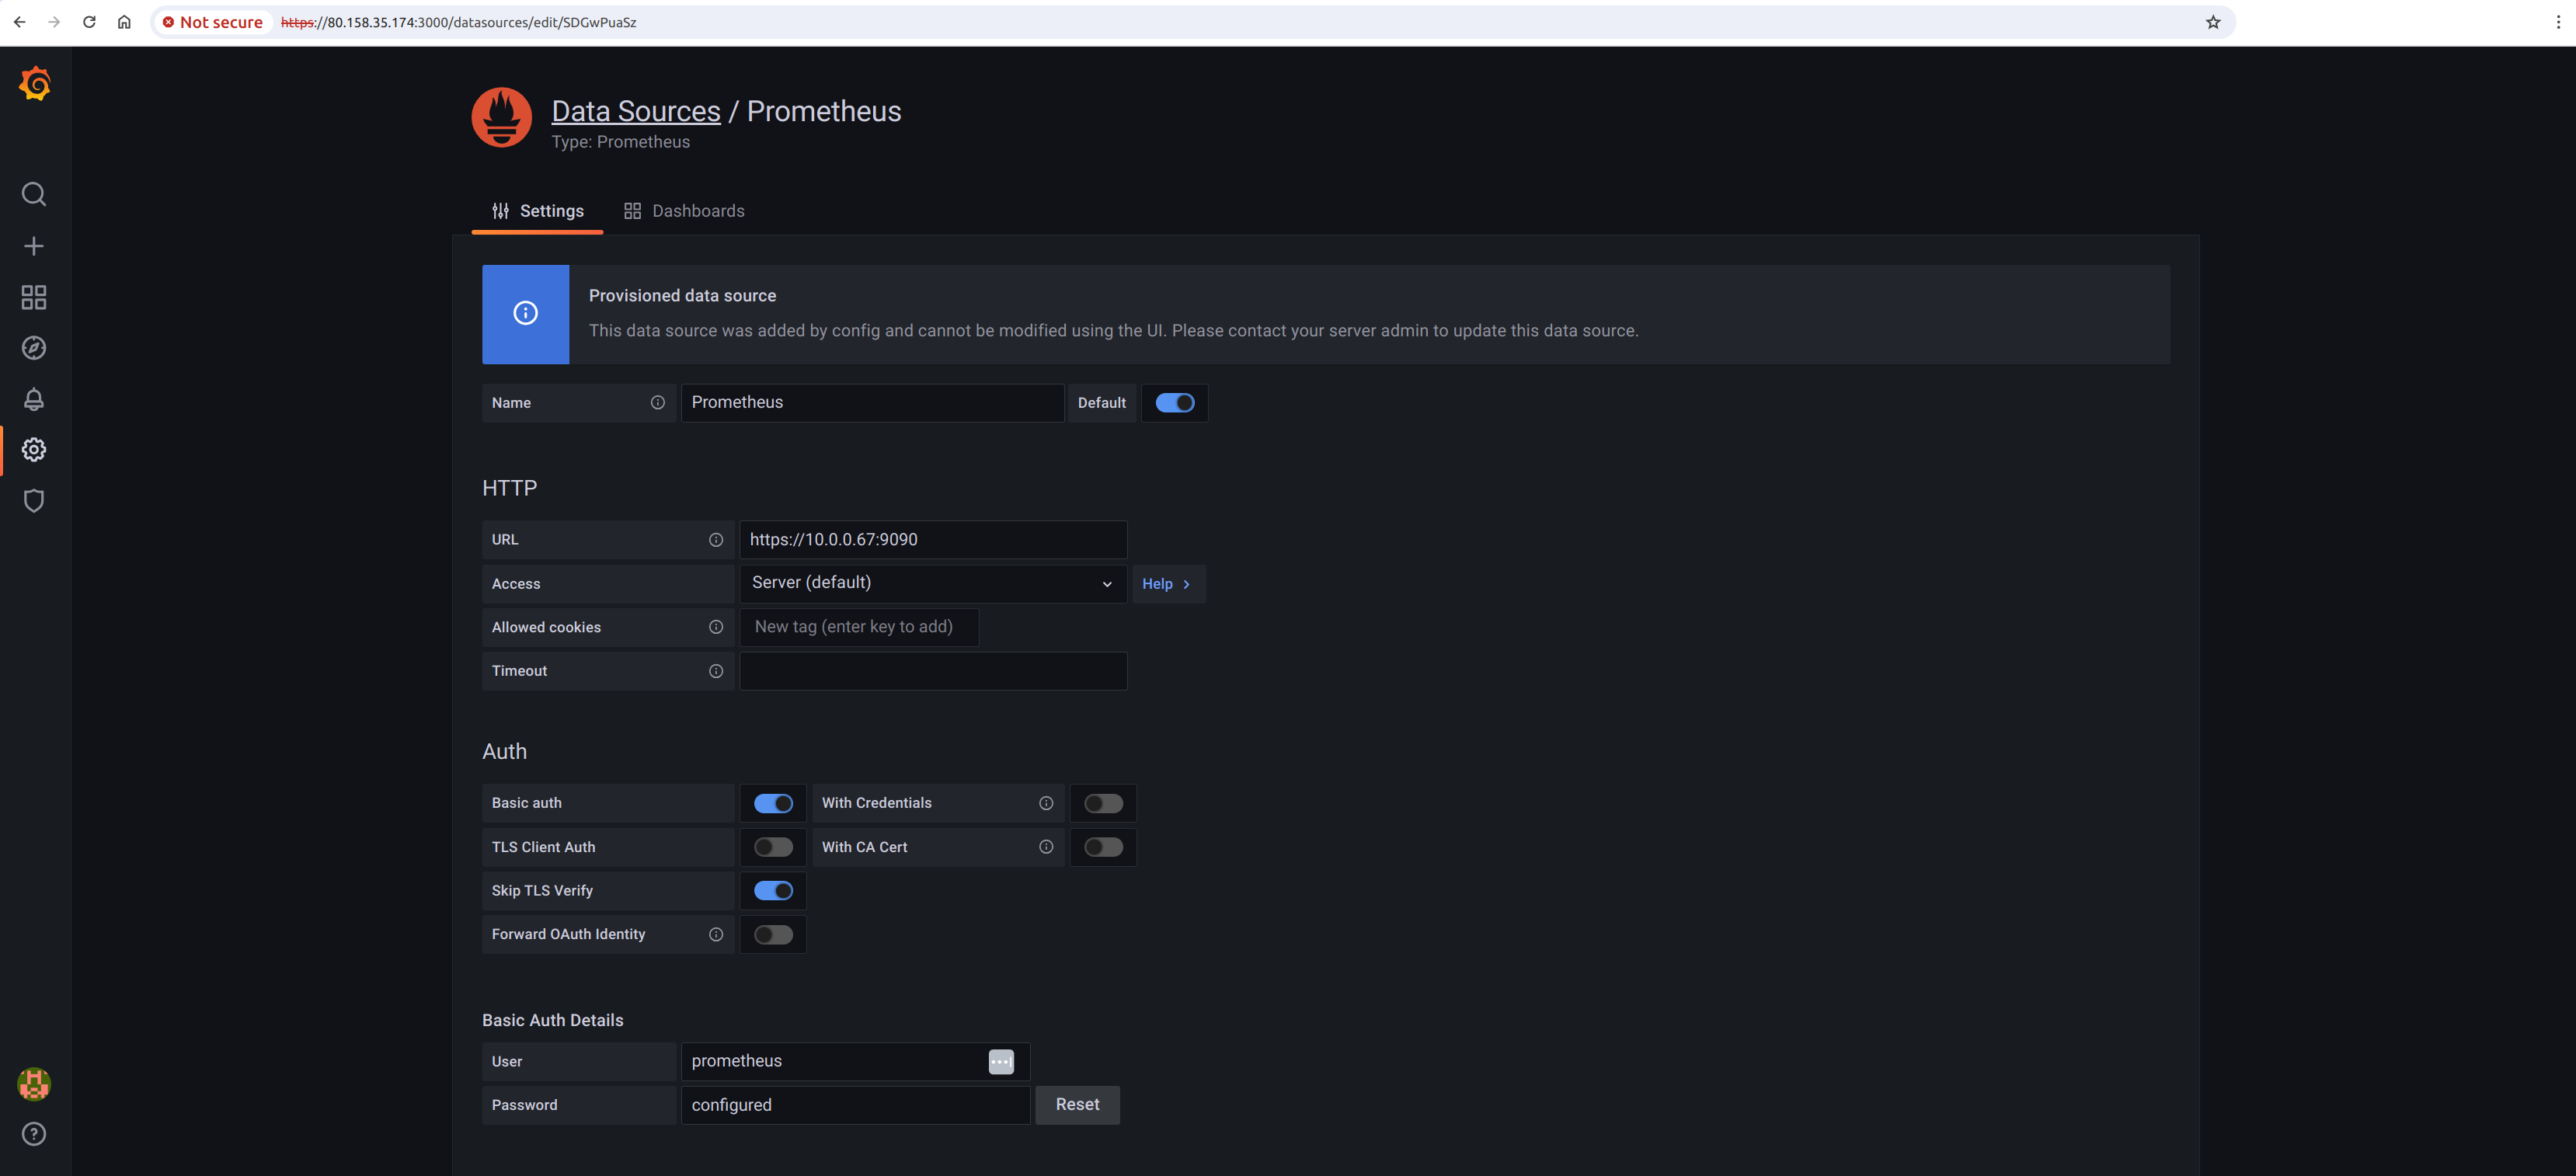 Not secure https://80.158.35.174:3000/datasources/edit/SDGwPuaSz
Data Sources / Prometheus
Type: Prometheus
Settings Dashboards
Provisioned data source
This data source was added by config and cannot be modified using the UI. Please contact your server admin to update this data source.
Name Prometheus Default
HTTP
URL https://10.0.0.67:9090
Access Server (default) Help
Allowed cookies New tag (enter key to add)
Timeout
Auth
Basic auth With Credentials
TLS Client Auth With CA Cert
Skip TLS Verify
Forward OAuth Identity
Basic Auth Details
User prometheus
Password configured Reset